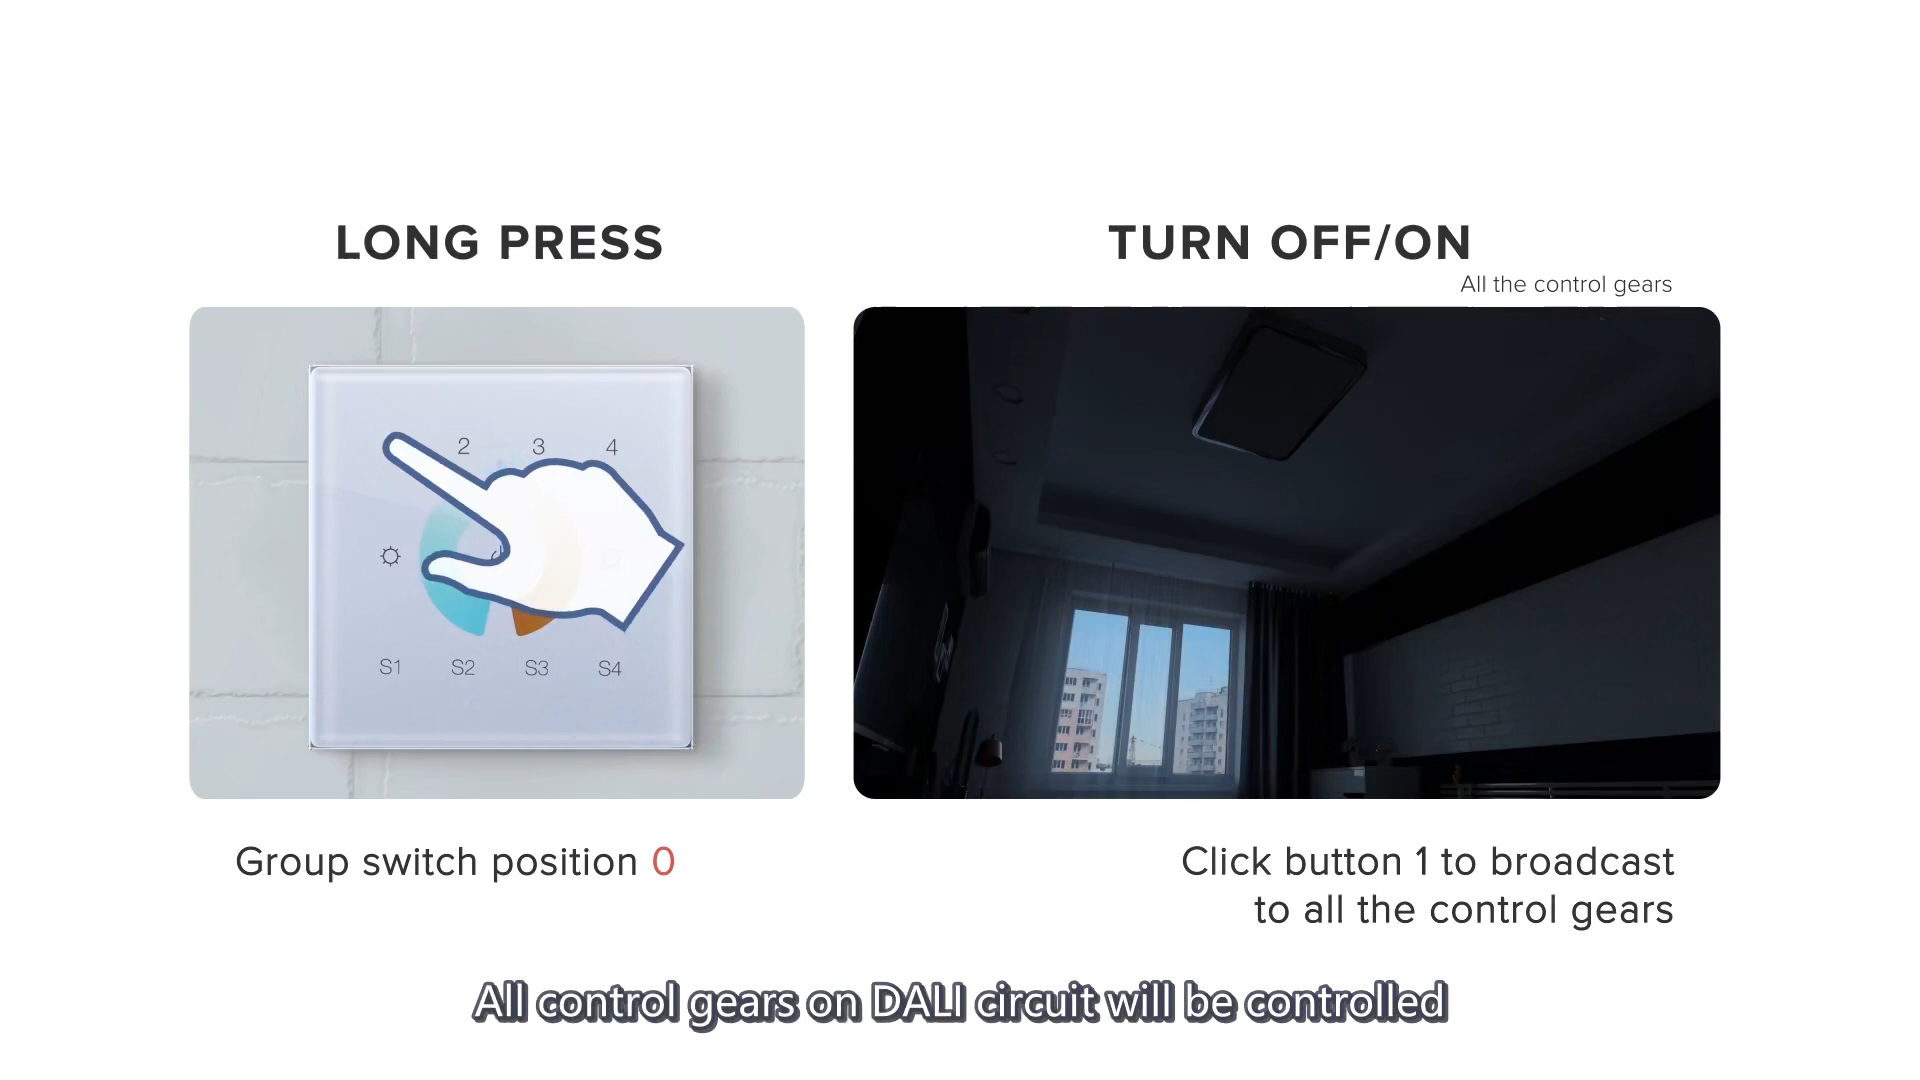 LONG PRESS
TURN OFF/ON
All the control gears
2 3 4
S1 S2 S3 S4
Group switch position 0
Click button 1 to broadcast
to all the control gears
All control gears on DALI circuit will be controlled